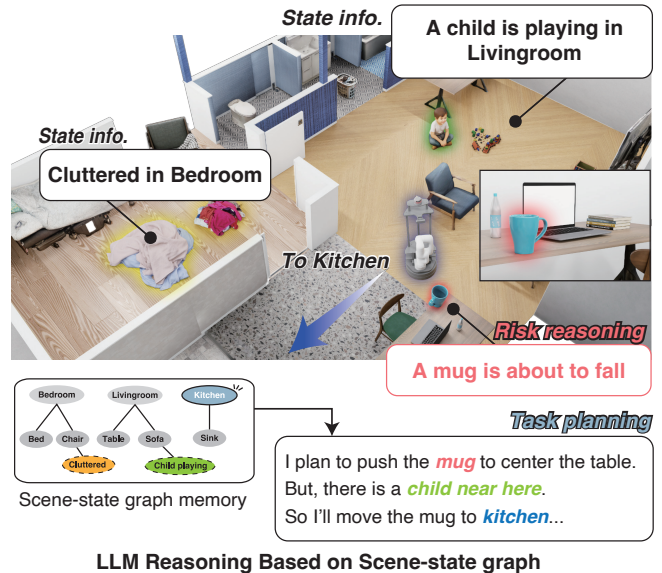 State info.
A child is playing in
Livingroom
State info.
Cluttered in Bedroom
To Kitchen
Risk reasoning
A mug is about to fall
Task planning
Bedroom
Livingroom
Kitchen
Bed
Chair
Table
Sofa
Sink
Cluttered
Child playing
Scene-state graph memory
I plan to push the mug to center the table.
But, there is a child near here.
So I'll move the mug to kitchen...
LLM Reasoning Based on Scene-state graph